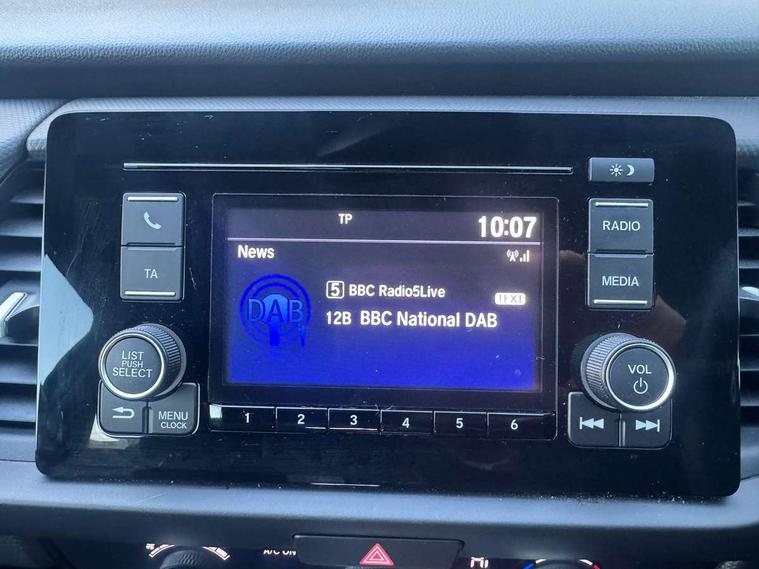 TP
10:07
News
DAB
5 BBC Radio5Live
TEXT
12B BBC National DAB
TA
LIST
PUSH
SELECT
MENU
CLOCK
RADIO
MEDIA
VOL
1 2 3 4 5 6
A/C ON